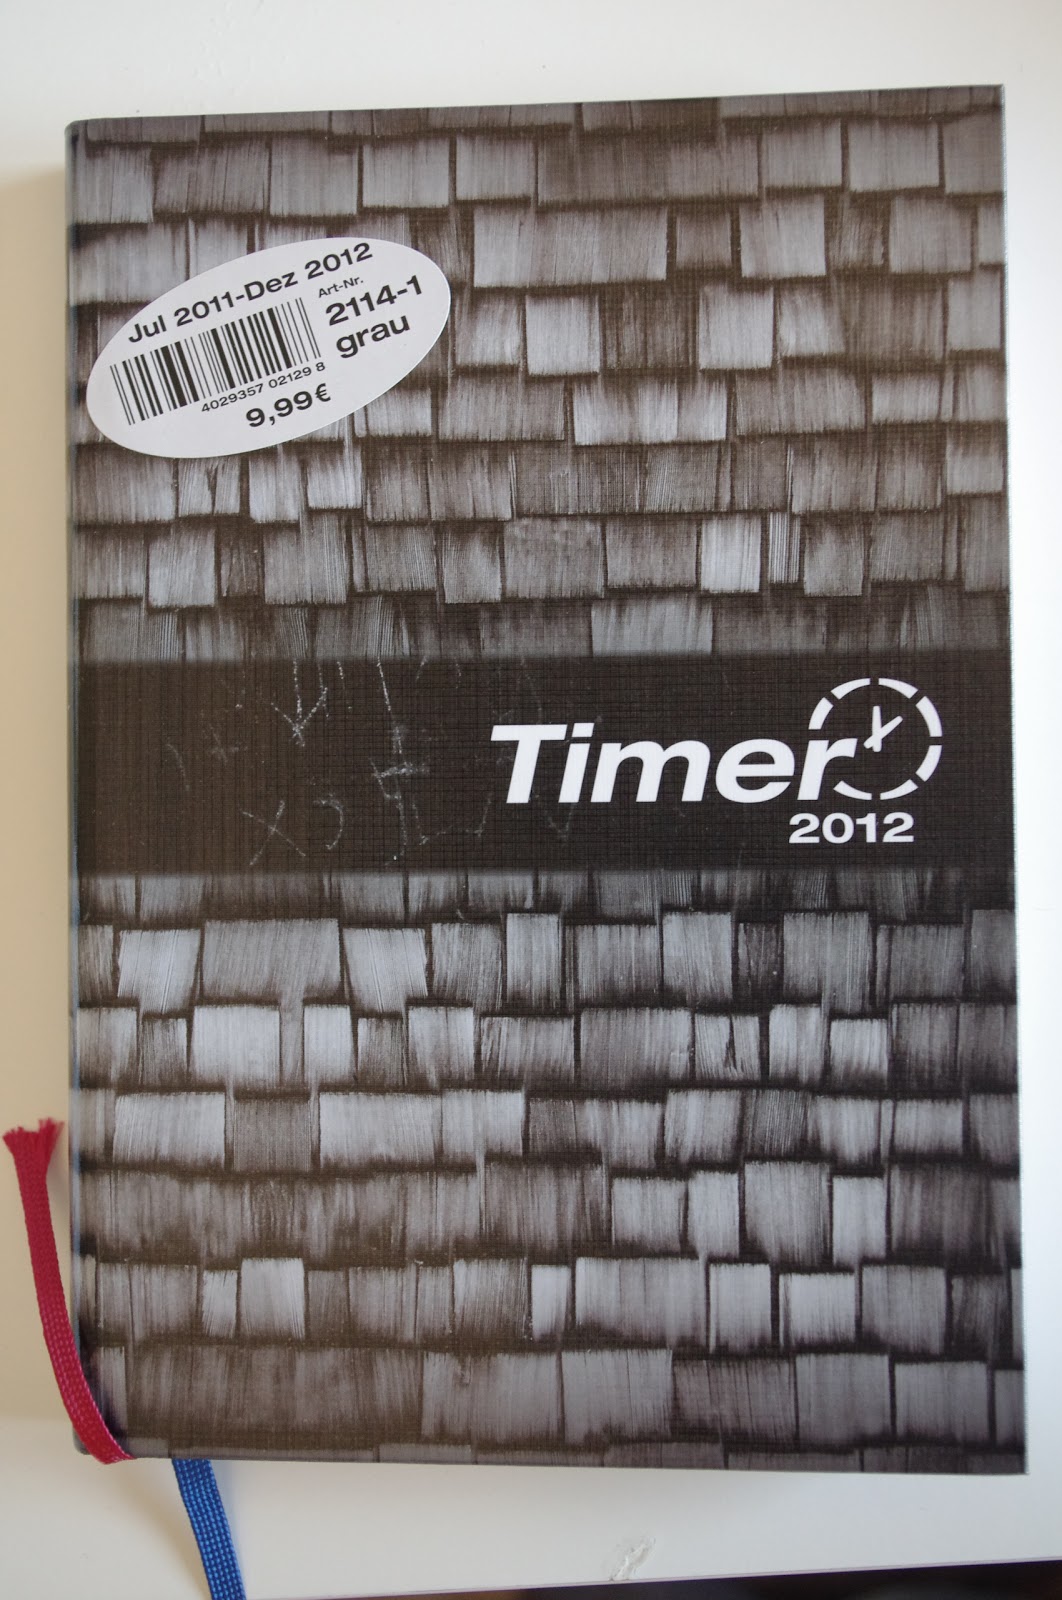 Jul 2011-Dez 2012
Art-Nr.
2114-1
grau
4029357 02129 8
9,99€
Timer
2012